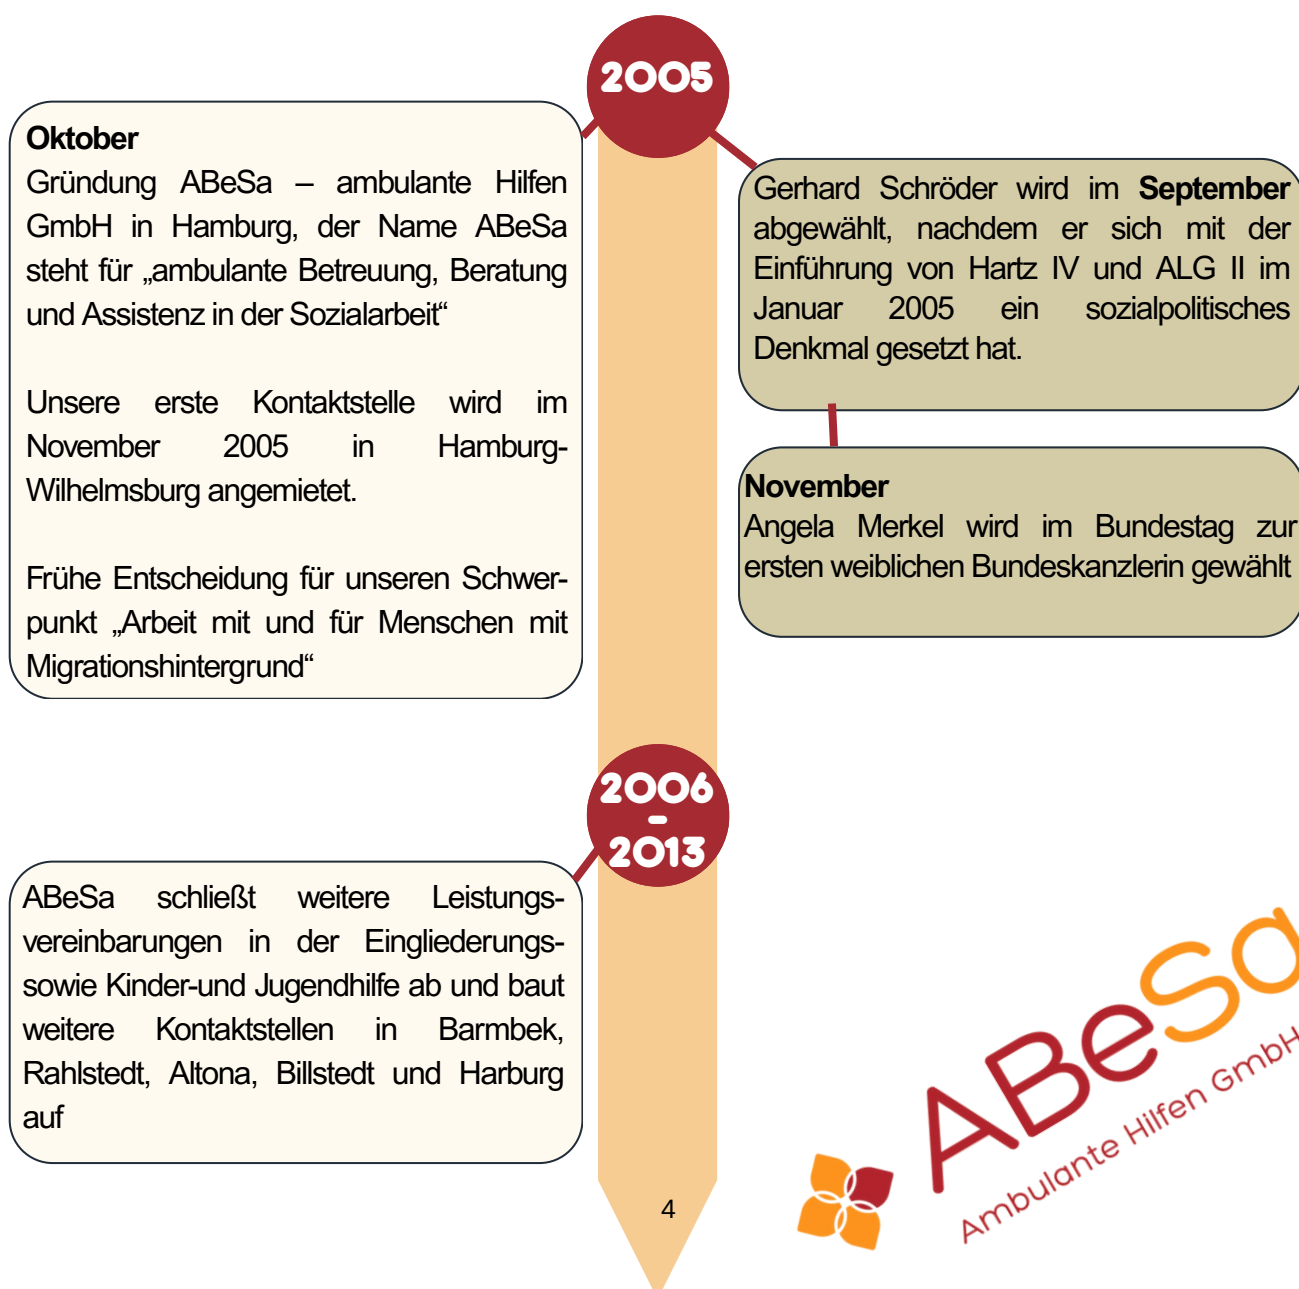 2005
Oktober
Gründung ABeSa – ambulante Hilfen
GmbH in Hamburg, der Name ABeSa
steht für „ambulante Betreuung, Beratung
und Assistenz in der Sozialarbeit“
Unsere erste Kontaktstelle wird im
November 2005 in Hamburg-
Wilhelmsburg angemietet.
Frühe Entscheidung für unseren Schwer-
punkt „Arbeit mit und für Menschen mit
Migrationshintergrund“
Gerhard Schröder wird im September
abgewählt, nachdem er sich mit der
Einführung von Hartz IV und ALG II im
Januar 2005 ein sozialpolitisches
Denkmal gesetzt hat.
November
Angela Merkel wird im Bundestag zur
ersten weiblichen Bundeskanzlerin gewählt
2006
-
2013
ABeSa schließt weitere Leistungs-
vereinbarungen in der Eingliederungs-
sowie Kinder-und Jugendhilfe ab und baut
weitere Kontaktstellen in Barmbek,
Rahlstedt, Altona, Billstedt und Harburg
auf
ABeSa
Ambulante Hilfen GmbH
4